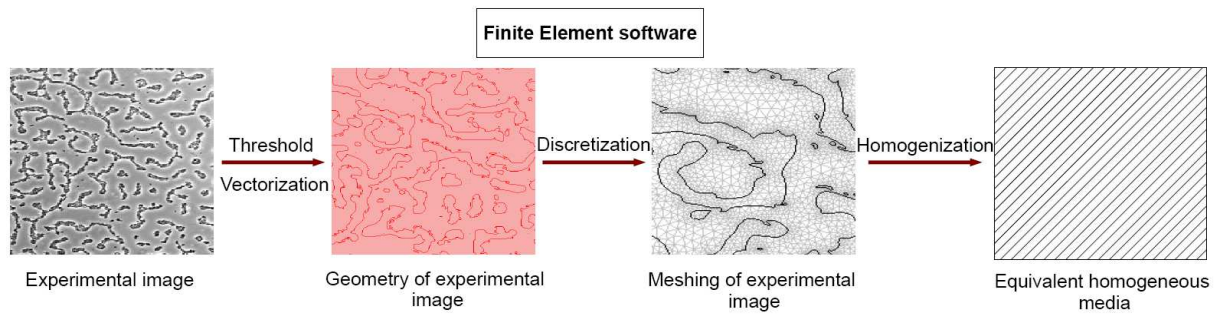 Finite Element software
Threshold
Vectorization
Discretization
Homogenization
Experimental image
Geometry of experimental
image
Meshing of experimental
image
Equivalent homogeneous
media